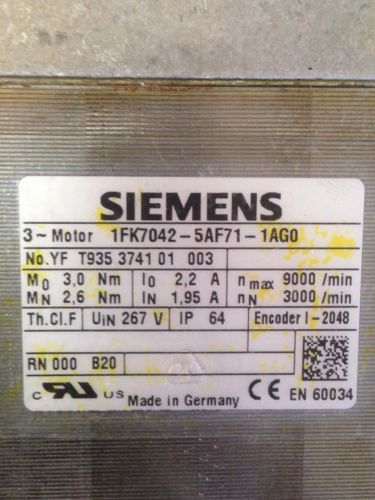 SIEMENS
3~Motor 1FK7042-5AF71-1AG0
No.YF T935 3741 01 003
M0 3,0 Nm I0 2,2 A nmax 9000 /min
MN 2,6 Nm IN 1,95 A nN 3000 /min
Th.Cl.F UIN 267 V IP 64 Encoder I-2048
RN 000 B20
c RU US Made in Germany CE EN 60034